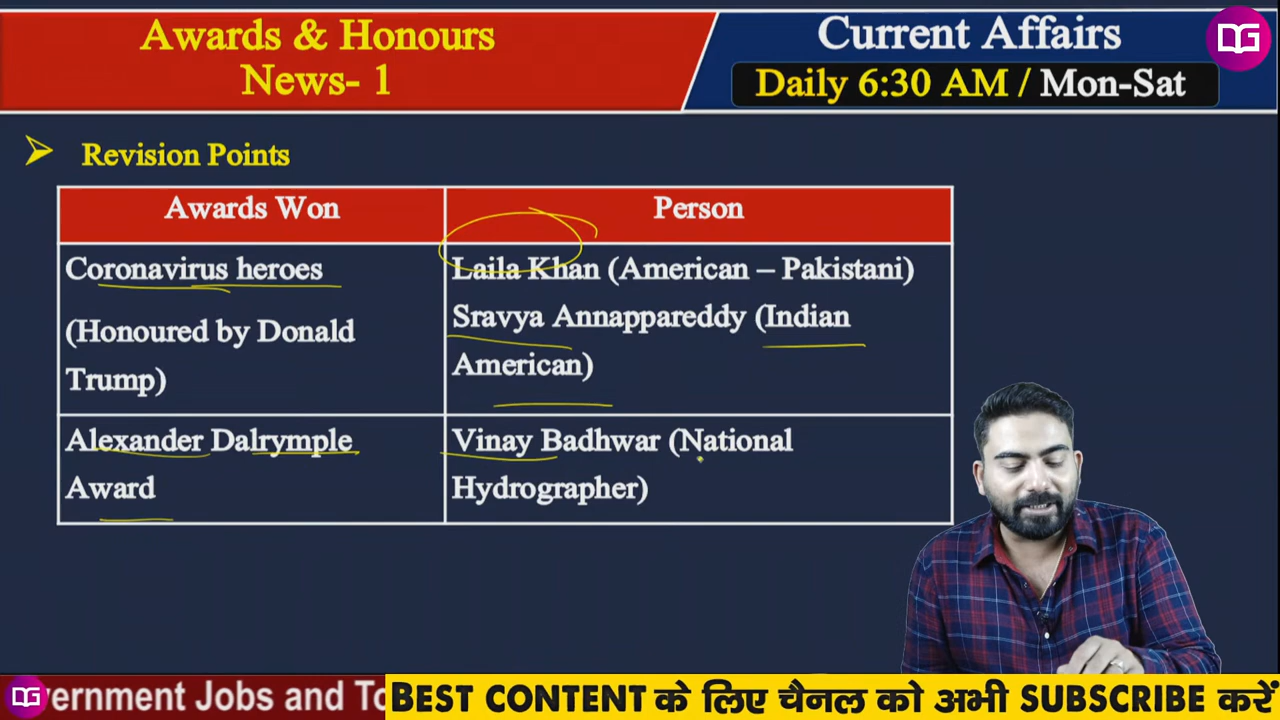 Awards & Honours
News- 1
Current Affairs
Daily 6:30 AM / Mon-Sat
DG
Revision Points
Awards Won
Person
Coronavirus heroes
(Honoured by Donald
Trump)
Laila Khan (American – Pakistani)
Sravya Annappareddy (Indian
American)
Alexander Dalrymple
Award
Vinay Badhwar (National
Hydrographer)
DG
vernment Jobs and To
BEST CONTENT के लिए चैनल को अभी SUBSCRIBE करें